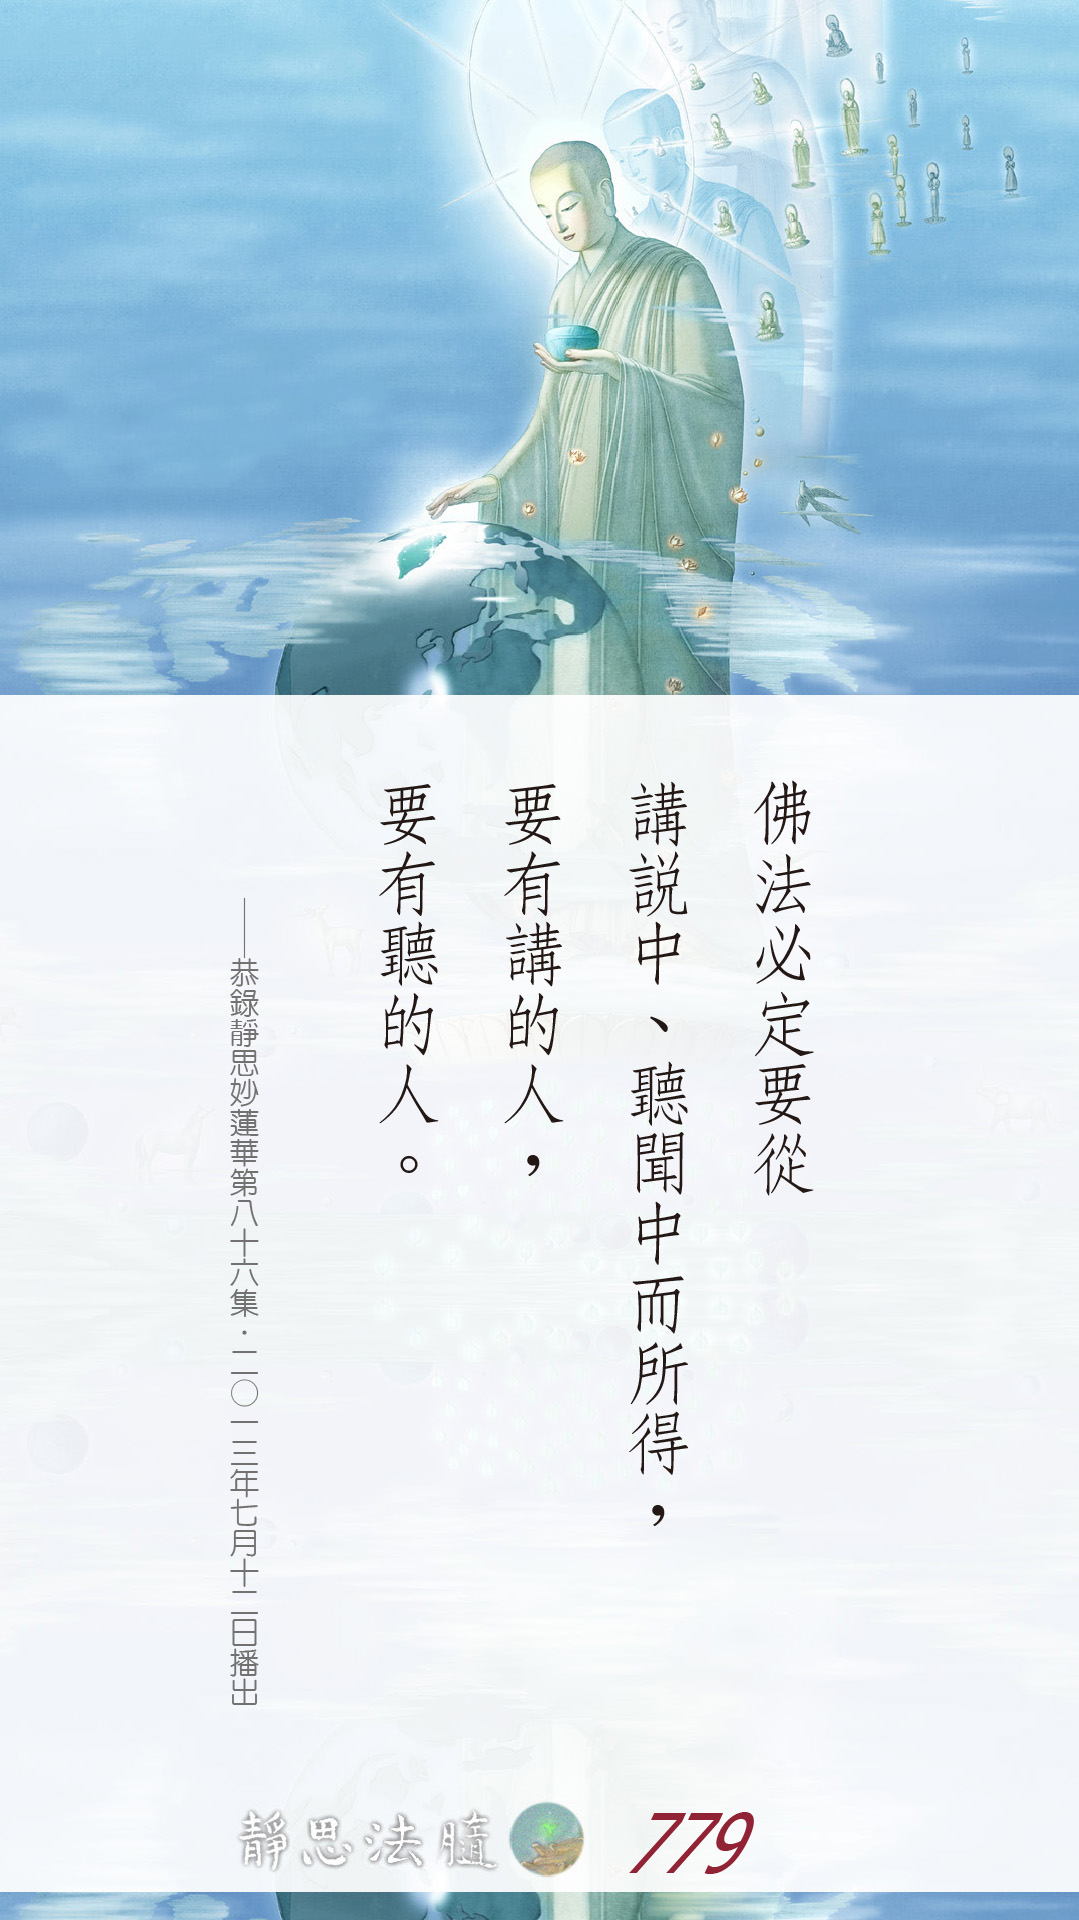 佛法必定要從
講說中、聽聞中而所得，
要有講的人，
要有聽的人。
——恭錄靜思妙蓮華第八十六集．二〇一三年七月十二日播出
靜思法髓
779